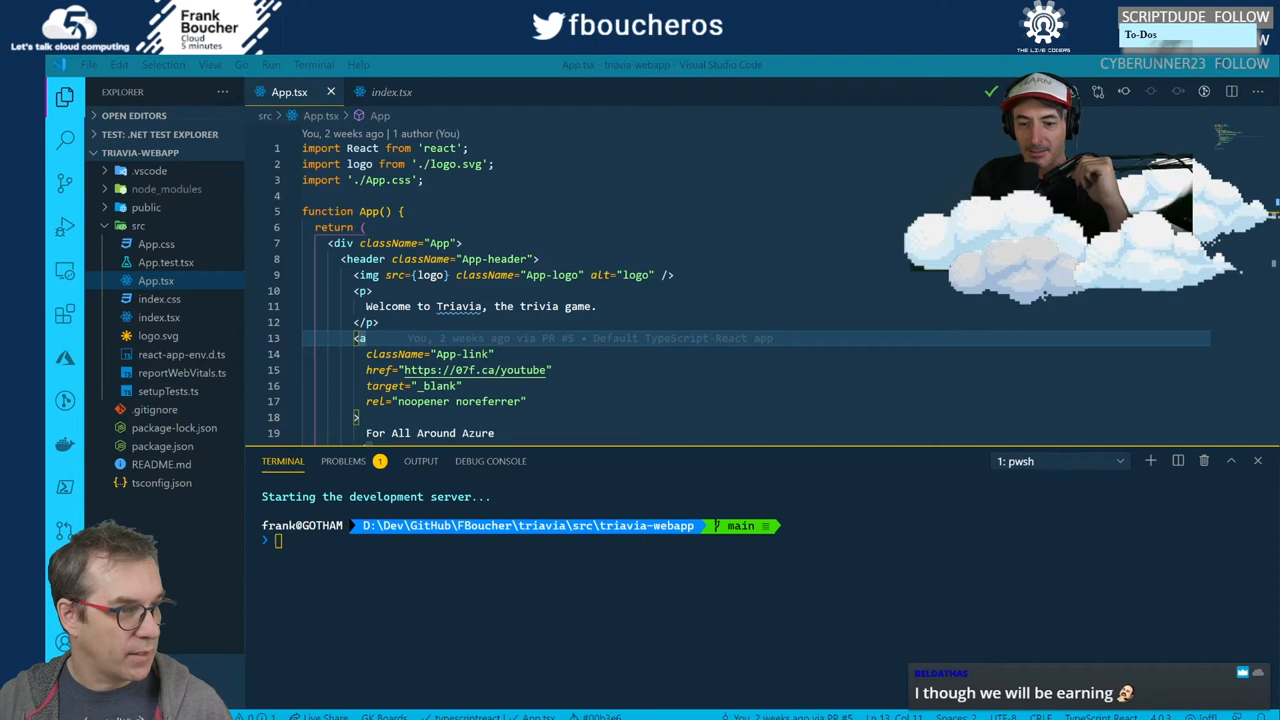 Let's talk cloud computing
5
Frank
Boucher
Cloud
5 minutes
fboucheros
THE LIVE CODERS
SCRIPTDUDE FOLLOW
To-Dos
CYBERUNNER23 FOLLOW
File Edit Selection View Go Run Terminal Help
App.tsx - triavia-webapp - Visual Studio Code
EXPLORER
OPEN EDITORS
TEST: .NET TEST EXPLORER
TRIAVIA-WEBAPP
.vscode
node_modules
public
src
App.css
App.test.tsx
App.tsx
index.css
index.tsx
logo.svg
react-app-env.d.ts
reportWebVitals.ts
setupTests.ts
.gitignore
package-lock.json
package.json
README.md
tsconfig.json
App.tsx
index.tsx
src > App.tsx > App
You, 2 weeks ago | 1 author (You)
1 import React from 'react';
2 import logo from './logo.svg';
3 import './App.css';
4
5 function App() {
6 return (
7 <div className="App">
8 <header className="App-header">
9 <img src={logo} className="App-logo" alt="logo" />
10 <p>
11 Welcome to Triavia, the trivia game.
12 </p>
13 <a You, 2 weeks ago via PR #5 • Default TypeScript-React app
14 className="App-link"
15 href="https://07f.ca/youtube"
16 target="_blank"
17 rel="noopener noreferrer"
18 >
19 For All Around Azure
TERMINAL PROBLEMS 1 OUTPUT DEBUG CONSOLE
1: pwsh
Starting the development server...
frank@GOTHAM D:\Dev\GitHub\FBoucher\triavia\src\triavia-webapp main ≡
❯
BELDATHAS
I though we will be earning
Live Share GK Boards typescriptreact App.tsx #00b3e6 You, 2 weeks ago via PR #5 Ln 13, Col 11 Spaces: 2 UTF-8 CRLF TypeScript React 4.0.3 [off]